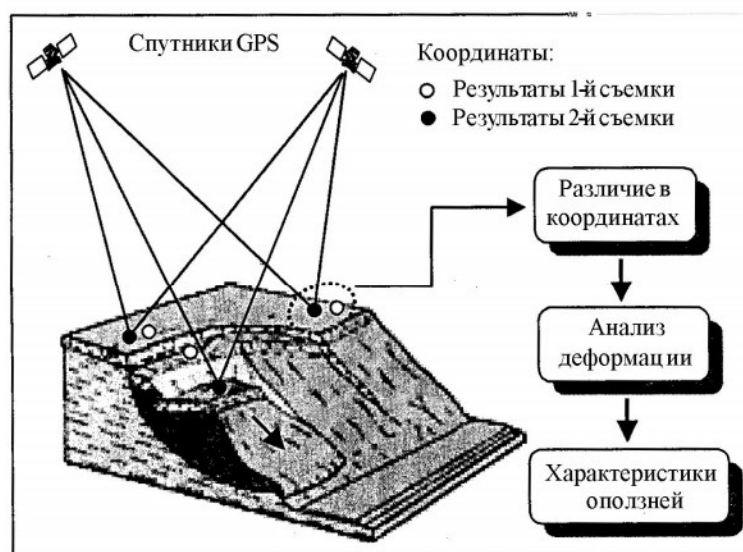 Спутники GPS
Координаты:
Результаты 1-й съемки
Результаты 2-й съемки
Различие в
координатах
Анализ
деформации
Характеристики
оползней